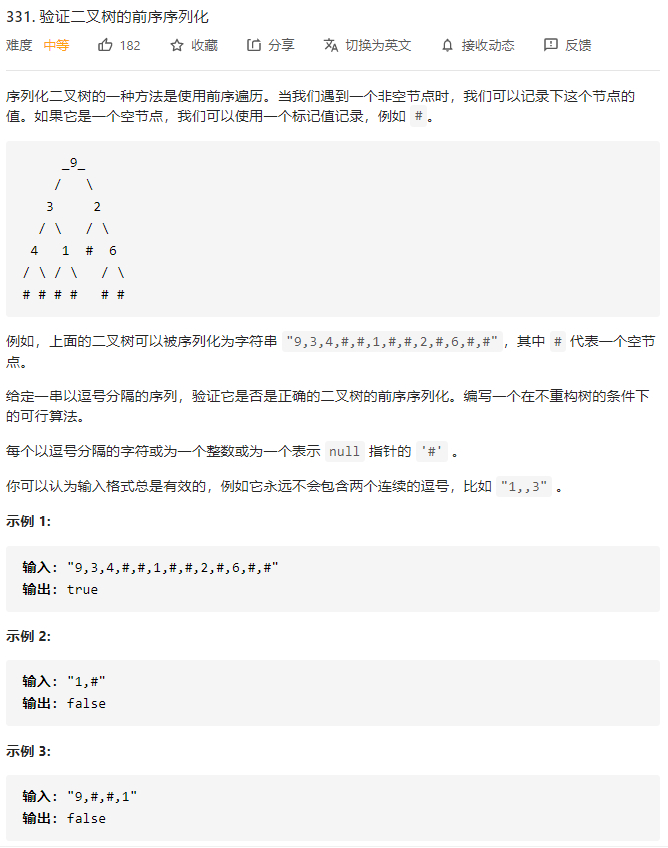 331. 验证二叉树的前序序列化
难度 中等 182 收藏 分享 切换为英文 接收动态 反馈
序列化二叉树的一种方法是使用前序遍历。当我们遇到一个非空节点时，我们可以记录下这个节点的
值。如果它是一个空节点，我们可以使用一个标记值记录，例如 #。
_9_
/ \
3 2
/ \ / \
4 1 # 6
/ \ / \ / \
# # # # # #
例如，上面的二叉树可以被序列化为字符串 "9,3,4,#,#,1,#,#,2,#,6,#,#"，其中 # 代表一个空节
点。
给定一串以逗号分隔的序列，验证它是否是正确的二叉树的前序序列化。编写一个在不重构树的条件下
的可行算法。
每个以逗号分隔的字符或为一个整数或为一个表示 null 指针的 '#' 。
你可以认为输入格式总是有效的，例如它永远不会包含两个连续的逗号，比如 "1,,3" 。
示例 1:
输入: "9,3,4,#,#,1,#,#,2,#,6,#,#"
输出: true
示例 2:
输入: "1,#"
输出: false
示例 3:
输入: "9,#,#,1"
输出: false